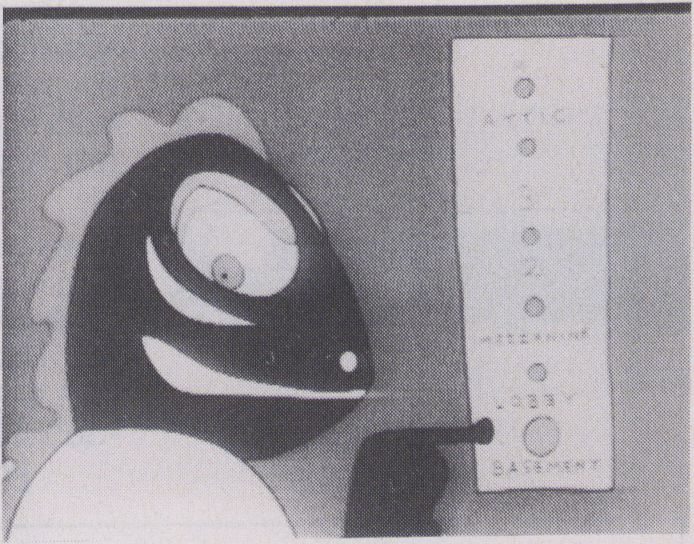 ATTIC
3
2
MEZZANINE
LOBBY
BASEMENT